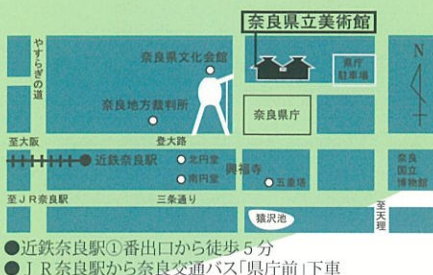 奈良県立美術館
やすらぎの道
奈良県文化会館
県庁
駐車場
N
奈良地方裁判所
奈良県庁
至大阪
登大路
近鉄奈良駅
北円堂
興福寺
奈良
国立
博物館
南円堂
五重塔
至JR奈良駅
三条通り
猿沢池
至天理
●近鉄奈良駅①番出口から徒歩5分
●JR奈良駅から奈良交通バス「県庁前」下車